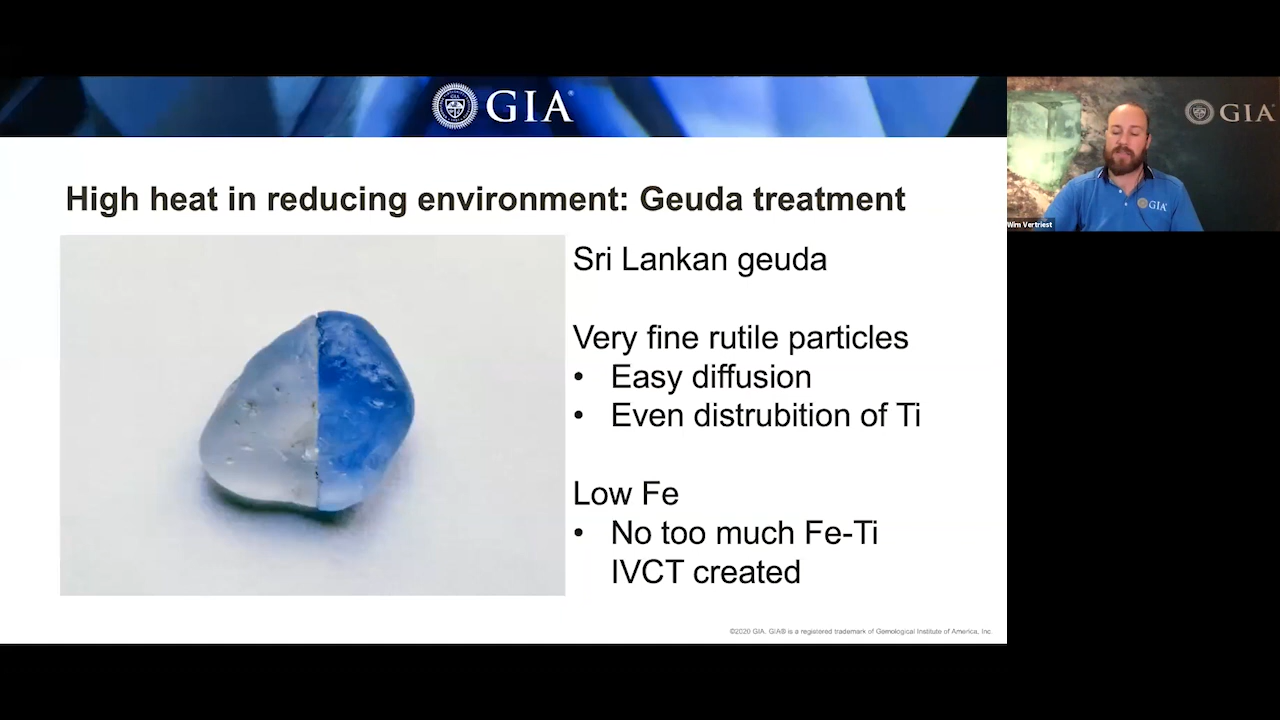 GIA®
GIA
High heat in reducing environment: Geuda treatment
Sri Lankan geuda
Very fine rutile particles
• Easy diffusion
• Even distrubition of Ti
Low Fe
• No too much Fe-Ti
IVCT created
©2020 GIA. GIA® is a registered trademark of Gemological Institute of America, Inc
GIA
Wim Vertriest
GIA